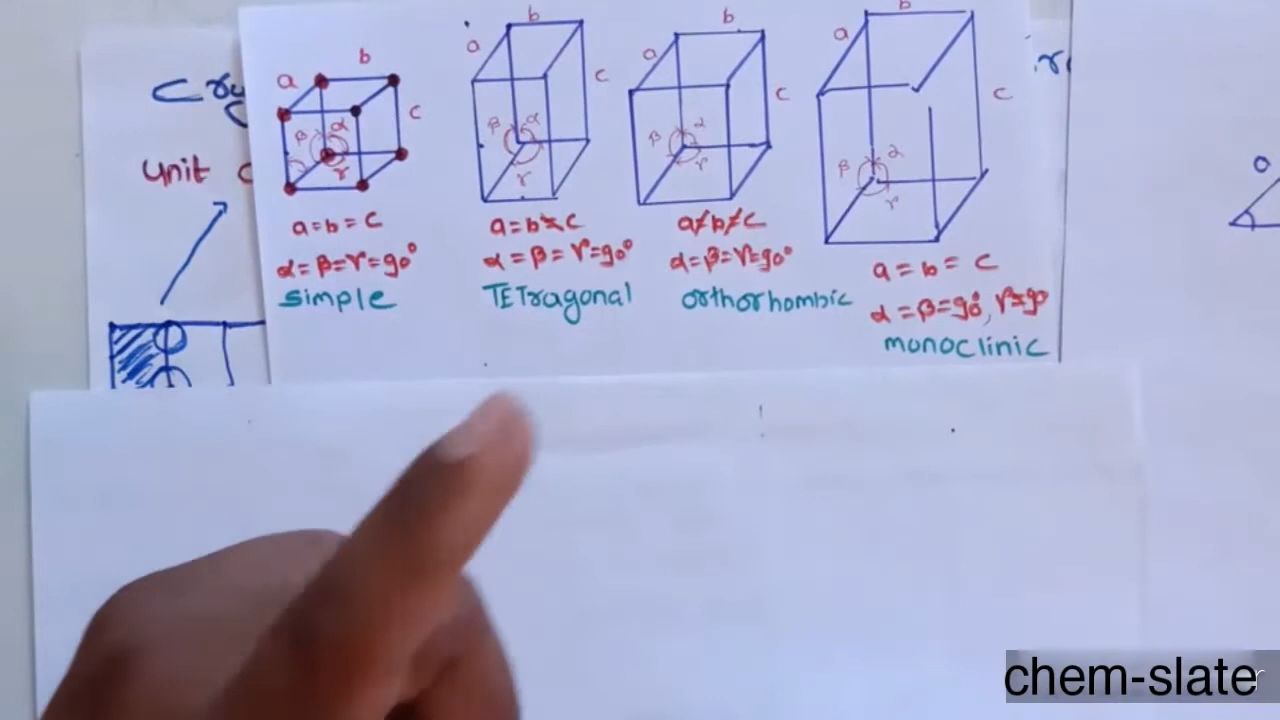 a b c
β α
r
a = b = c
α = β = r = 90°
simple
a b c
β α
r
a = b ≠ c
α = β = r = 90°
TETragonal
a b c
β α
r
a ≠ b ≠ c
α = β = r = 90°
orthorhombic
a b c
β α
r
a = b = c
α = β = 90°, r ≠ 90
monoclinic
unit
chem-slate